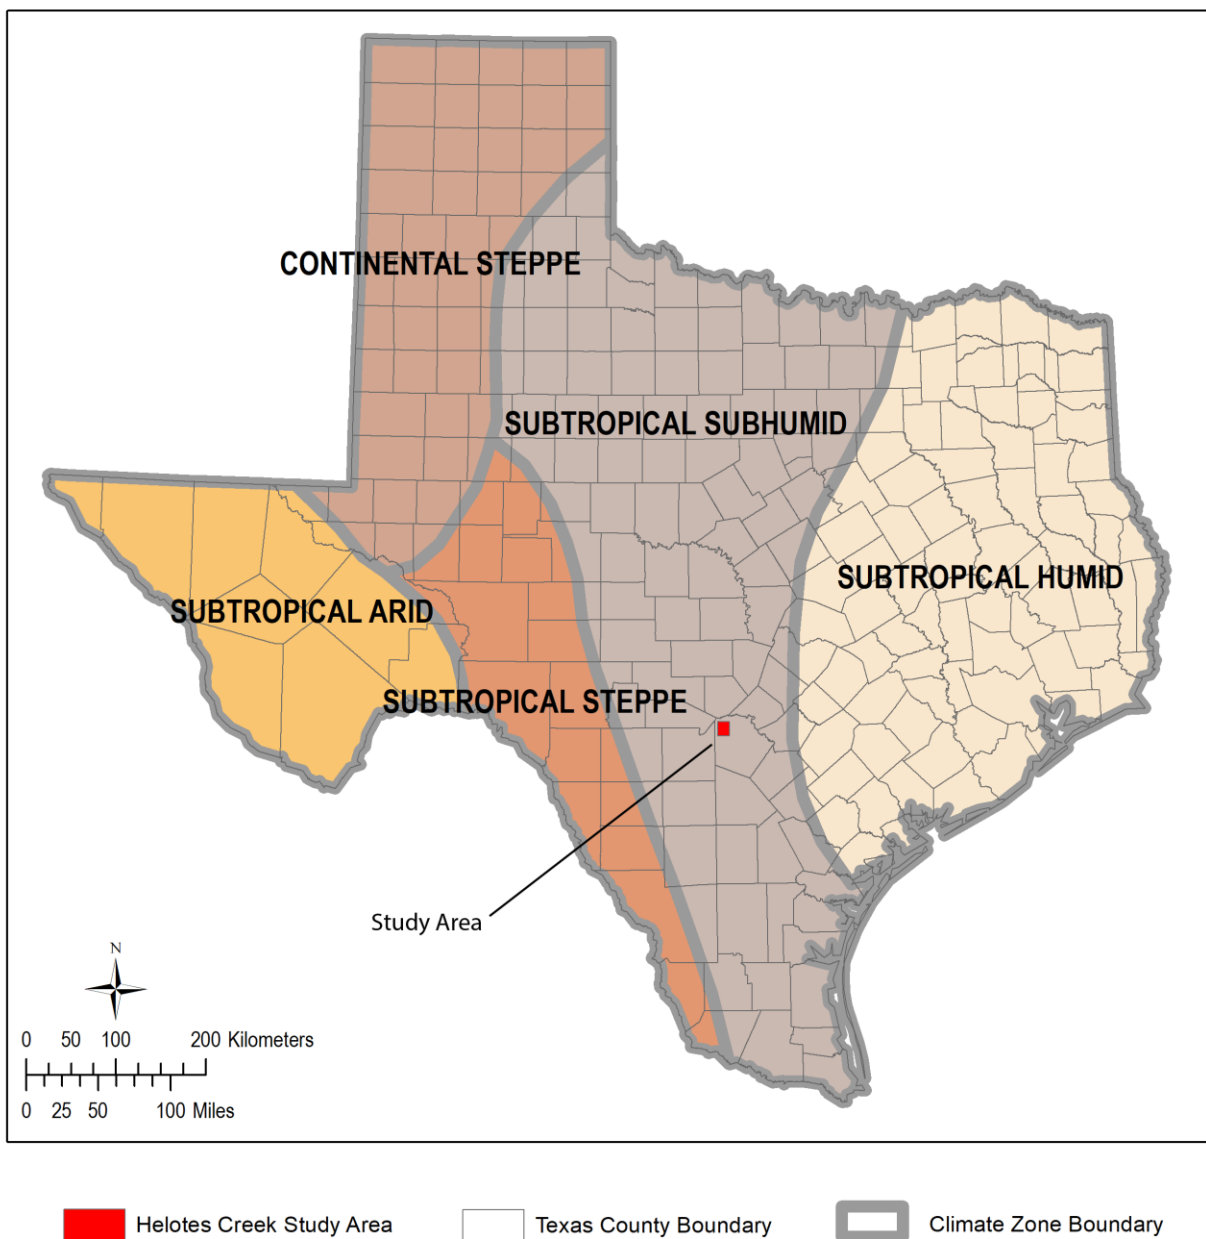 CONTINENTAL STEPPE
SUBTROPICAL SUBHUMID
SUBTROPICAL HUMID
SUBTROPICAL ARID
SUBTROPICAL STEPPE
Study Area
N
0 50 100 200 Kilometers
0 25 50 100 Miles
Helotes Creek Study Area
Texas County Boundary
Climate Zone Boundary